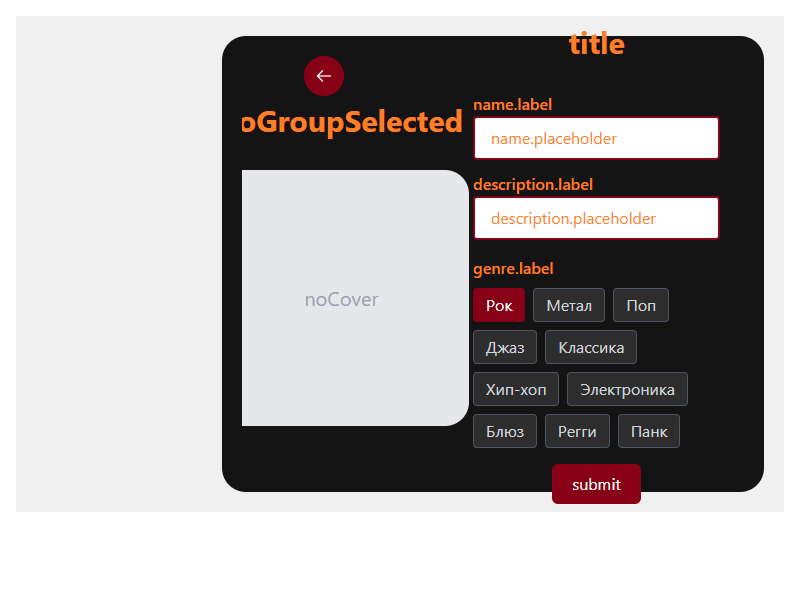 title
oGroupSelected
noCover
name.label
name.placeholder
description.label
description.placeholder
genre.label
Рок Метал Поп
Джаз Классика
Хип-хоп Электроника
Блюз Регги Панк
submit